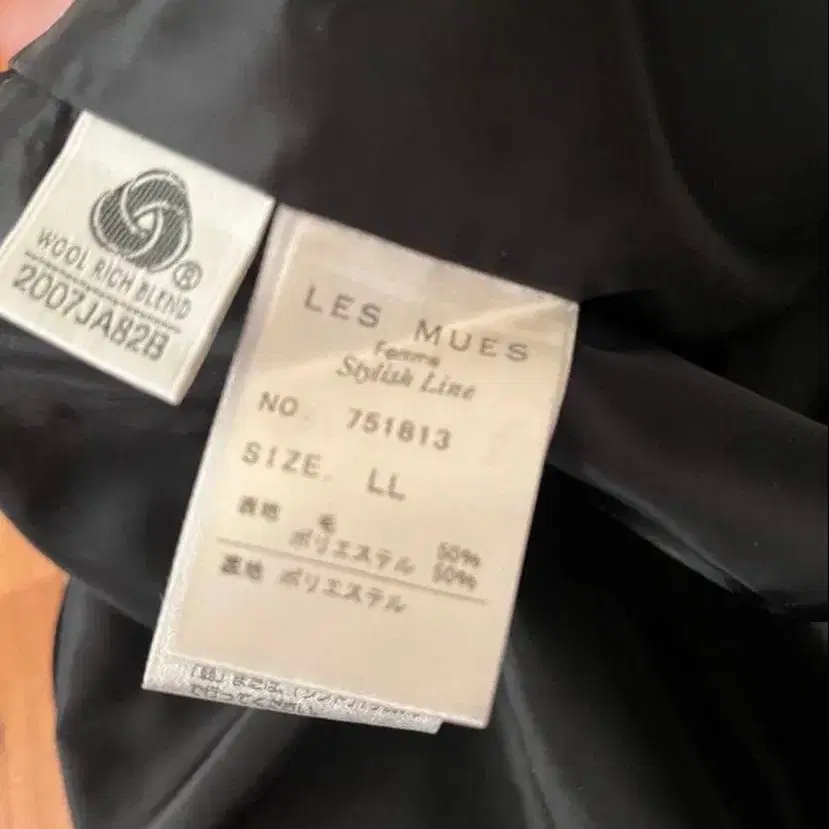 WOOL RICH BLEND ®
2007JA82B
LES MUES
Femme
Stylish Line
NO. 751813
SIZE. LL
表地 毛 50%
ポリエステル 50%
裏地 ポリエステル